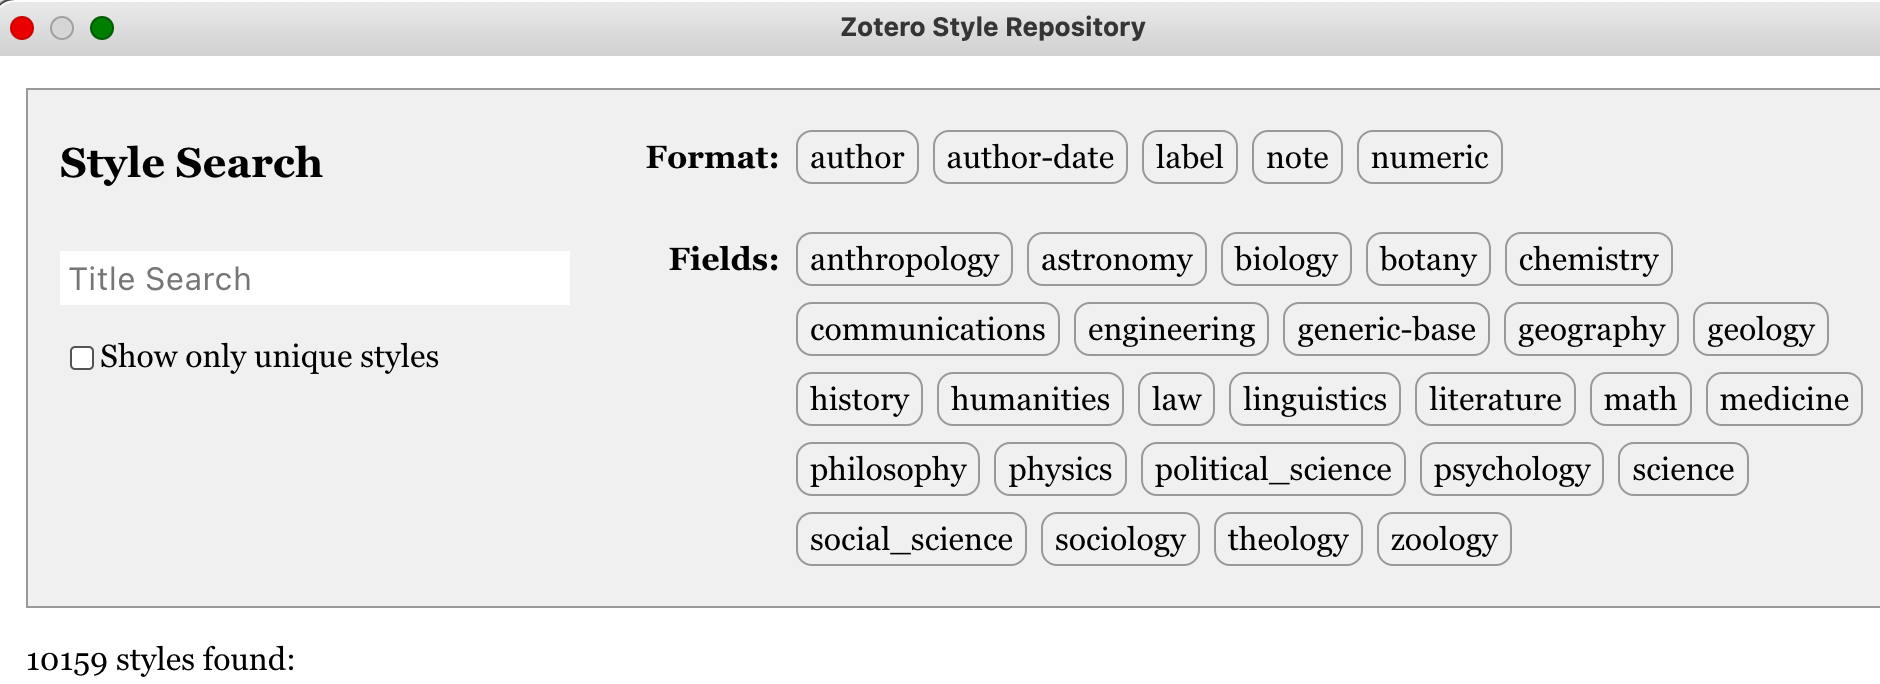 Zotero Style Repository
Style Search
Title Search
Show only unique styles
Format: author author-date label note numeric
Fields: anthropology astronomy biology botany chemistry
communications engineering generic-base geography geology
history humanities law linguistics literature math medicine
philosophy physics political_science psychology science
social_science sociology theology zoology
10159 styles found: